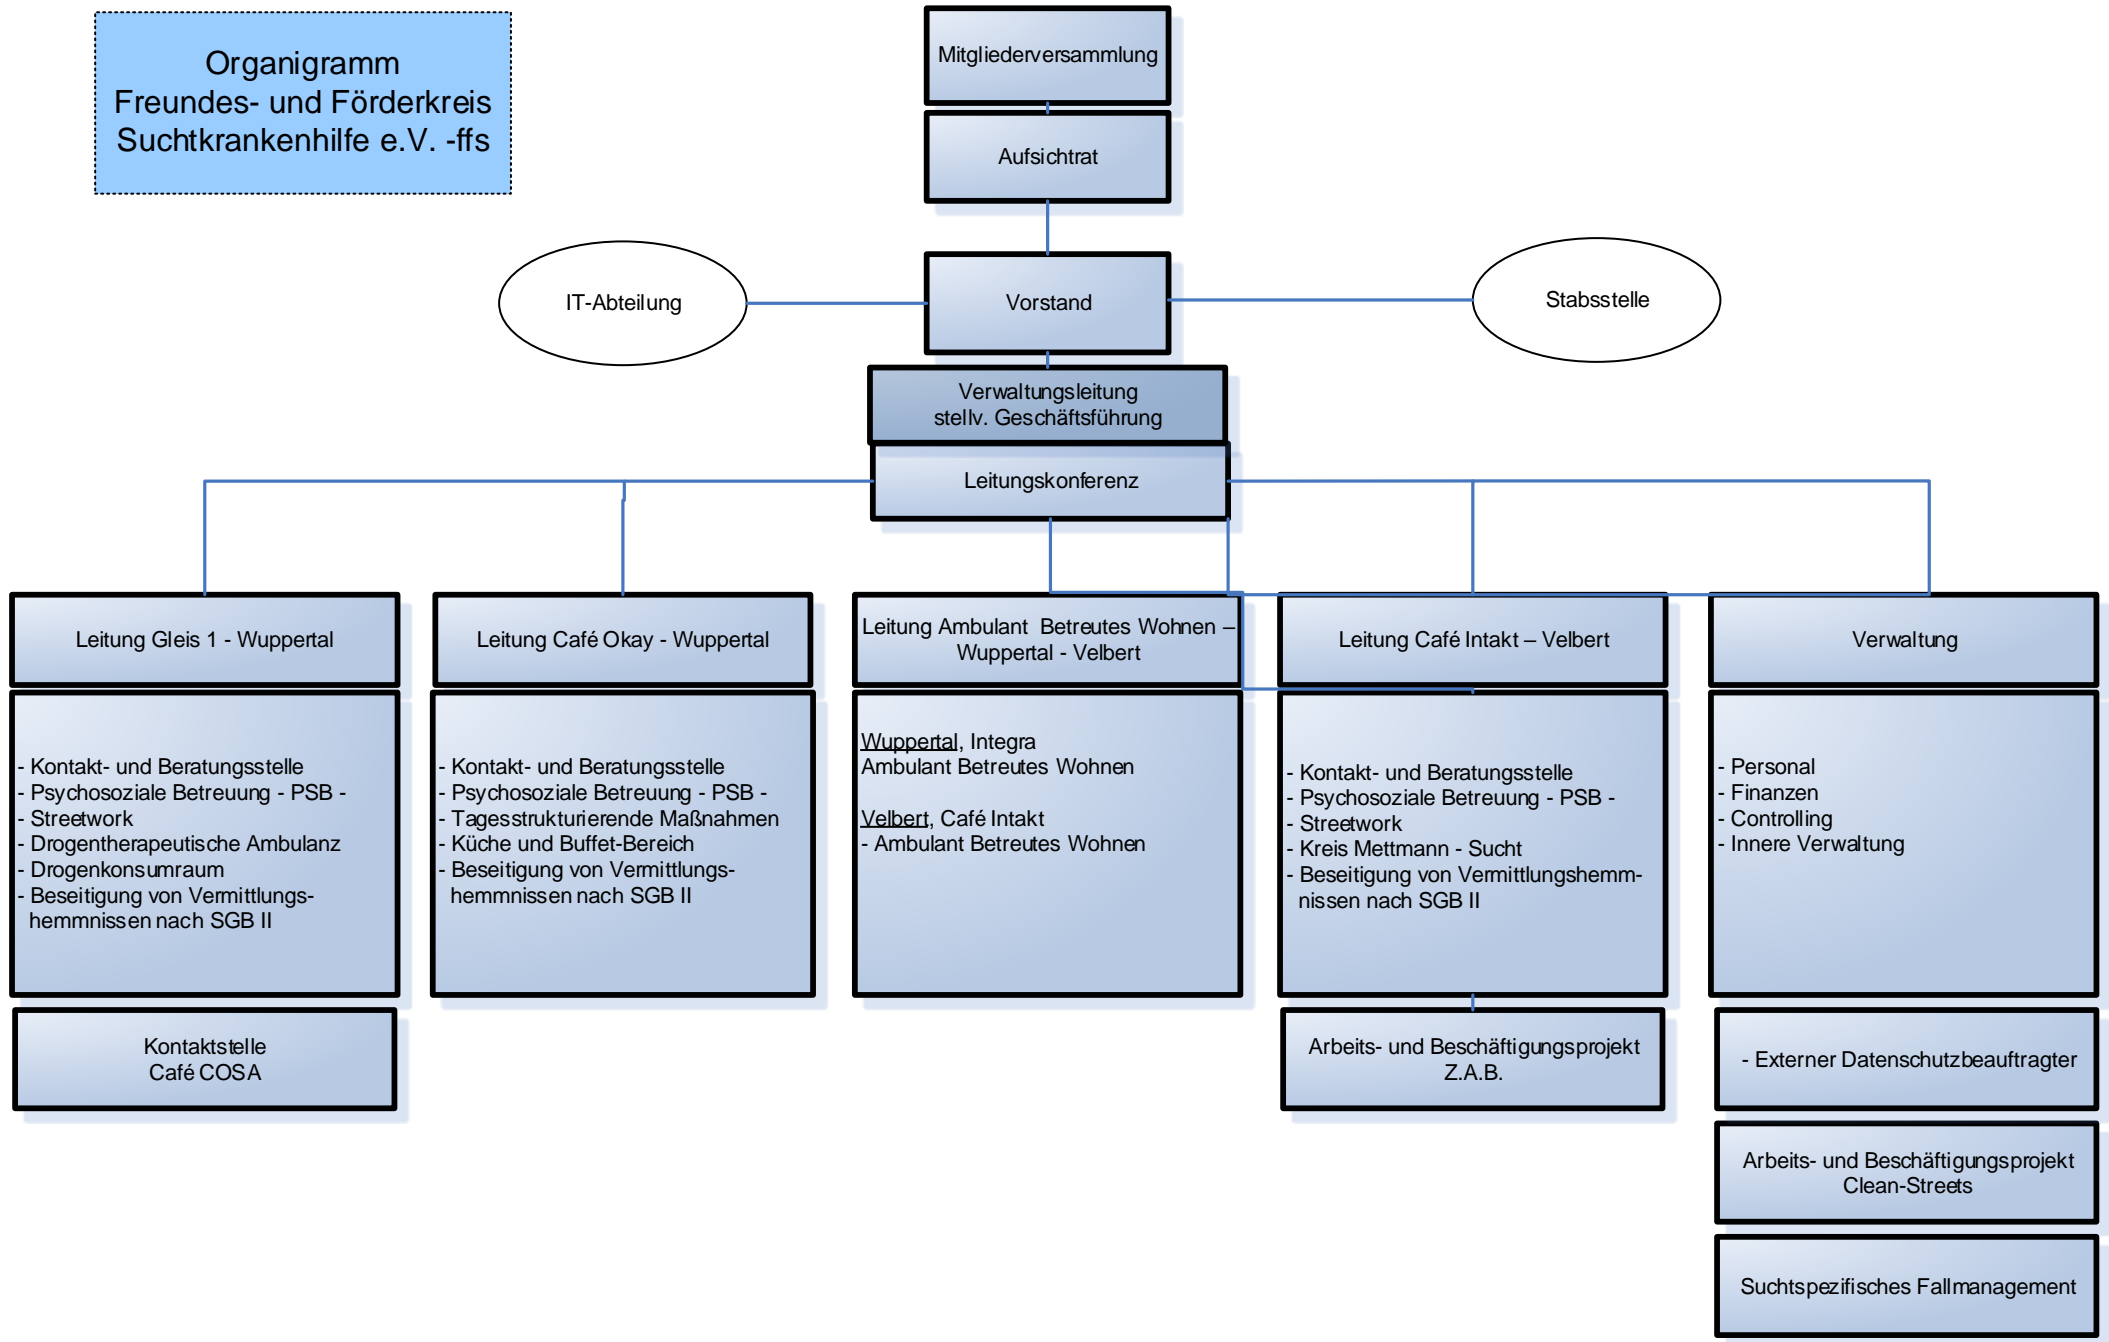 Organigramm
Freundes- und Förderkreis
Suchtkrankenhilfe e.V. -ffs
Mitgliederversammlung
Aufsichtrat
IT-Abteilung
Vorstand
Stabsstelle
Verwaltungsleitung
stellv. Geschäftsführung
Leitungskonferenz
Leitung Gleis 1 - Wuppertal
- Kontakt- und Beratungsstelle
- Psychosoziale Betreuung - PSB -
- Streetwork
- Drogentherapeutische Ambulanz
- Drogenkonsumraum
- Beseitigung von Vermittlungs-
hemmnissen nach SGB II
Kontaktstelle
Café COSA
Leitung Café Okay - Wuppertal
- Kontakt- und Beratungsstelle
- Psychosoziale Betreuung - PSB -
- Tagesstrukturierende Maßnahmen
- Küche und Buffet-Bereich
- Beseitigung von Vermittlungs-
hemmnissen nach SGB II
Leitung Ambulant Betreutes Wohnen –
Wuppertal - Velbert
Wuppertal, Integra
Ambulant Betreutes Wohnen
Velbert, Café Intakt
- Ambulant Betreutes Wohnen
Leitung Café Intakt – Velbert
- Kontakt- und Beratungsstelle
- Psychosoziale Betreuung - PSB -
- Streetwork
- Kreis Mettmann - Sucht
- Beseitigung von Vermittlungshemm-
nissen nach SGB II
Arbeits- und Beschäftigungsprojekt
Z.A.B.
Verwaltung
- Personal
- Finanzen
- Controlling
- Innere Verwaltung
- Externer Datenschutzbeauftragter
Arbeits- und Beschäftigungsprojekt
Clean-Streets
Suchtspezifisches Fallmanagement